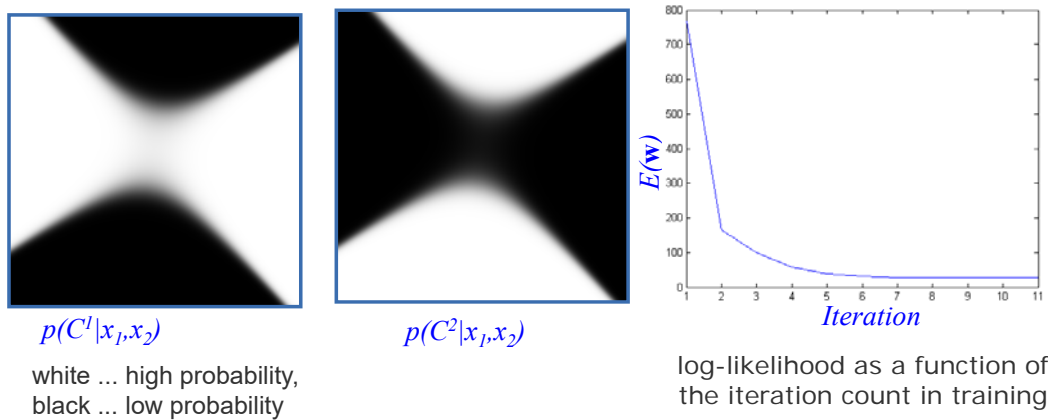 p(C¹|x₁,x₂)
white ... high probability,
black ... low probability
p(C²|x₁,x₂)
E(w)
800
700
600
500
400
300
200
100
0
1 2 3 4 5 6 7 8 9 10 11
Iteration
log-likelihood as a function of
the iteration count in training